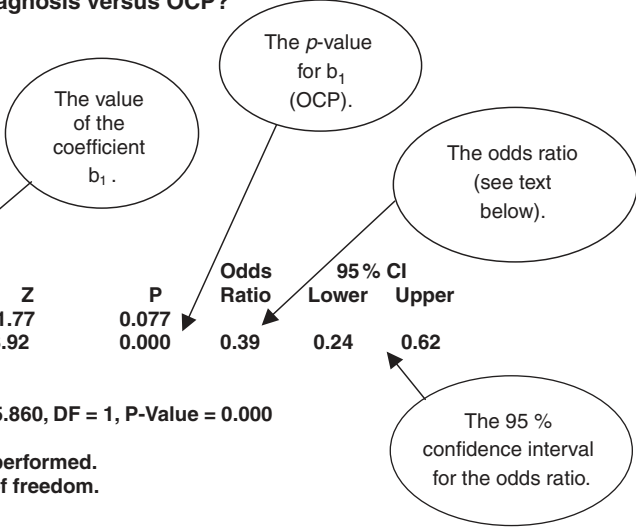 agnosis versus OCP?
The p-value
for b₁
(OCP).
The value
of the
coefficient
b₁ .
The odds ratio
(see text
below).
Odds 95 % CI
Z P Ratio Lower Upper
1.77 0.077
.92 0.000 0.39 0.24 0.62
5.860, DF = 1, P-Value = 0.000
The 95 %
confidence interval
for the odds ratio.
performed.
of freedom.